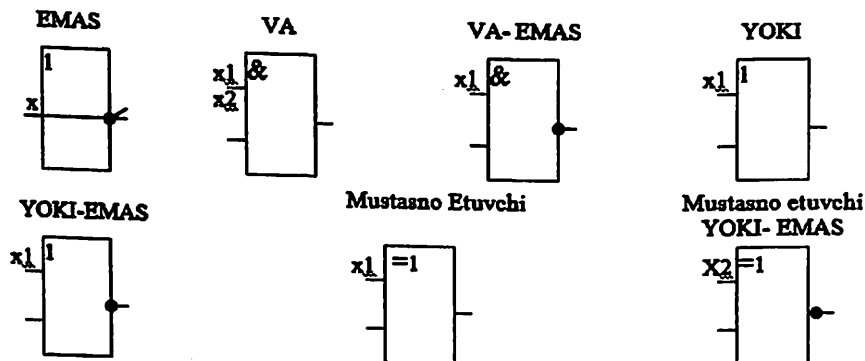 EMAS
1
x
VA
x1 &
x2
VA- EMAS
x1 &
YOKI
x1 1
YOKI-EMAS
x1 1
Mustasno Etuvchi
x1 =1
Mustasno etuvchi
YOKI- EMAS
X2 =1